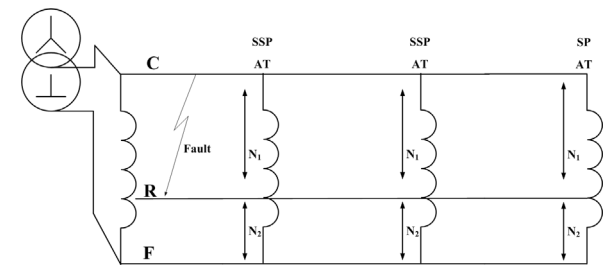 SSP SSP SP
C AT AT AT
Fault N₁ N₁ N₁
R
N₂ N₂ N₂
F